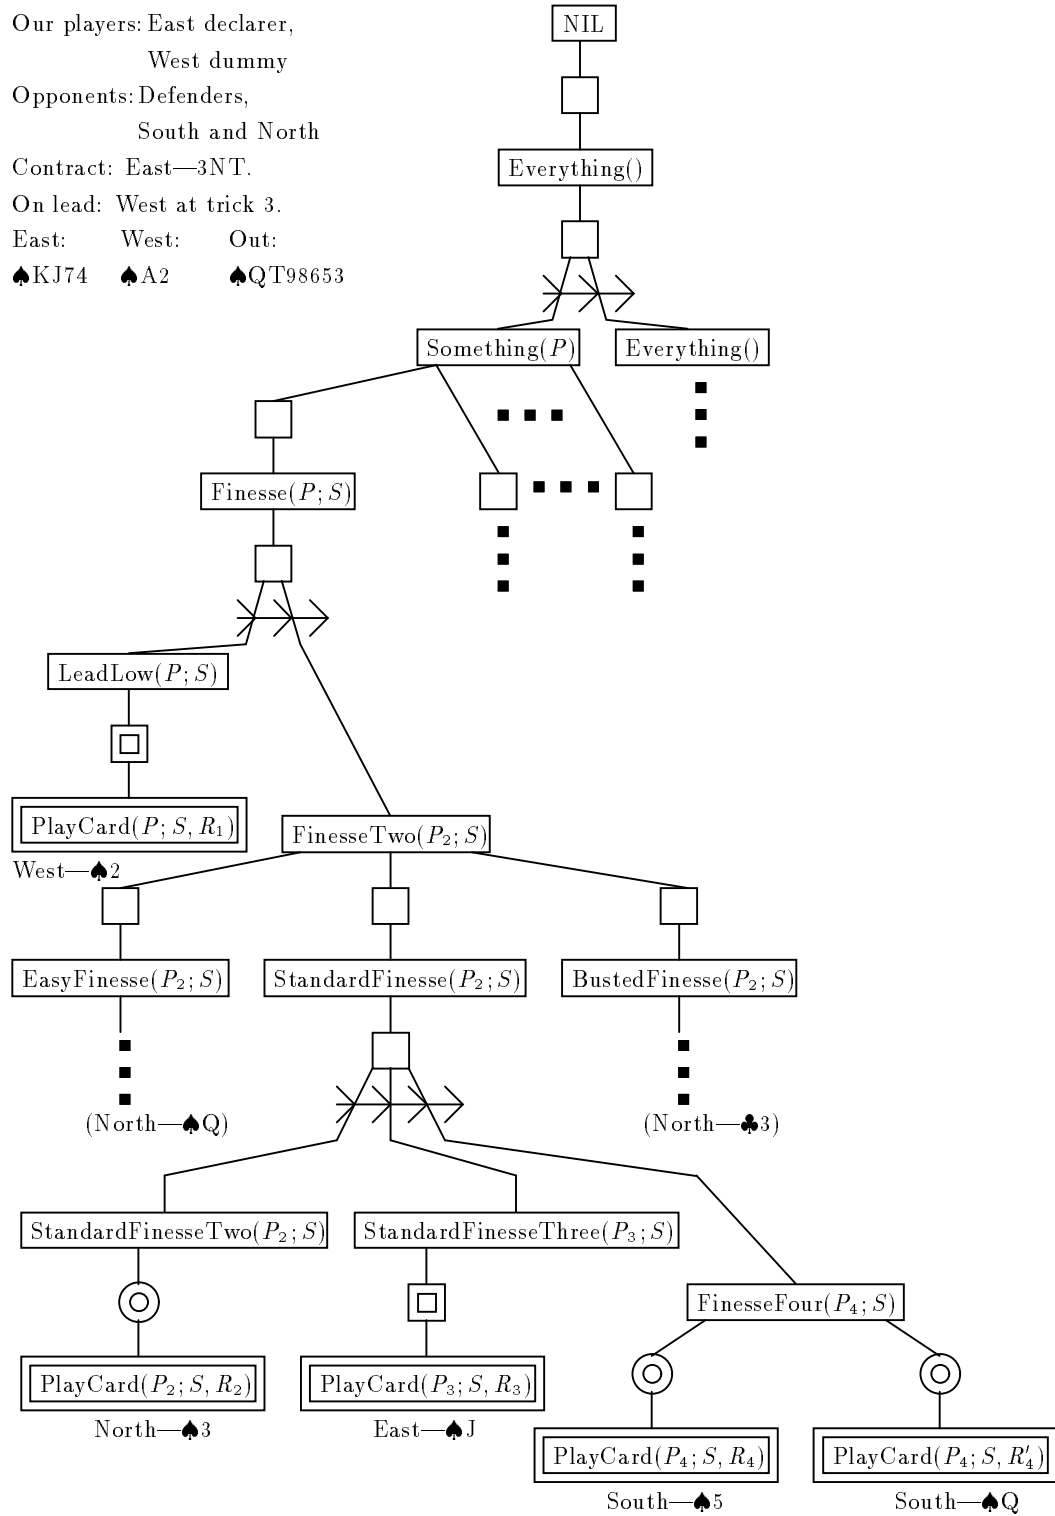 Our players: East declarer,
West dummy
Opponents: Defenders,
South and North
Contract: East—3NT.
On lead: West at trick 3.
East: West: Out:
♠KJ74 ♠A2 ♠QT98653
NIL
Everything()
Something(P) Everything()
Finesse(P; S)
LeadLow(P; S)
PlayCard(P; S, R₁)
West—♠2
FinesseTwo(P₂; S)
EasyFinesse(P₂; S) StandardFinesse(P₂; S) BustedFinesse(P₂; S)
(North—♠Q) (North—♣3)
StandardFinesseTwo(P₂; S) StandardFinesseThree(P₃; S)
FinesseFour(P₄; S)
PlayCard(P₂; S, R₂) PlayCard(P₃; S, R₃)
North—♠3 East—♠J
PlayCard(P₄; S, R₄) PlayCard(P₄; S, R₄′)
South—♠5 South—♠Q